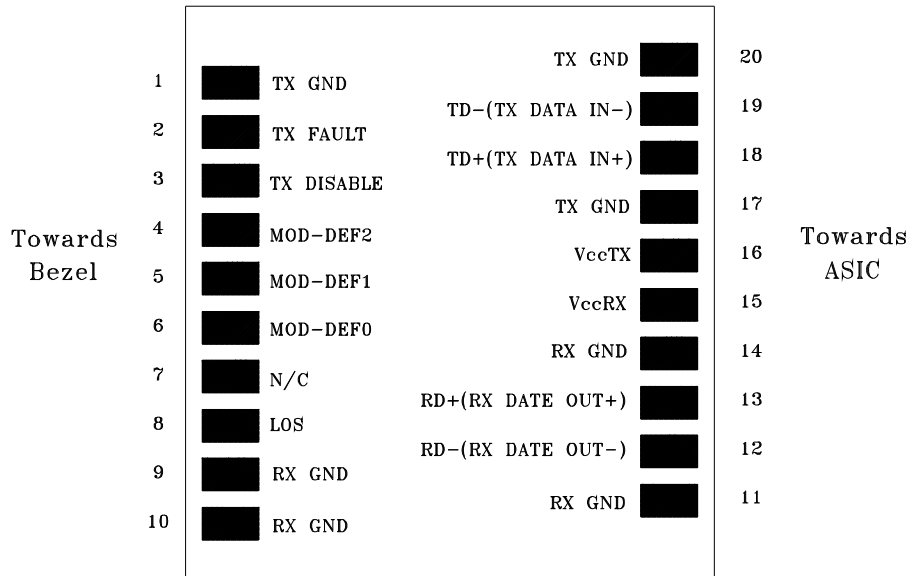 Towards
Bezel
1 TX GND
2 TX FAULT
3 TX DISABLE
4 MOD-DEF2
5 MOD-DEF1
6 MOD-DEF0
7 N/C
8 LOS
9 RX GND
10 RX GND
TX GND 20
TD-(TX DATA IN-) 19
TD+(TX DATA IN+) 18
TX GND 17
VccTX 16
VccRX 15
RX GND 14
RD+(RX DATE OUT+) 13
RD-(RX DATE OUT-) 12
RX GND 11
Towards
ASIC